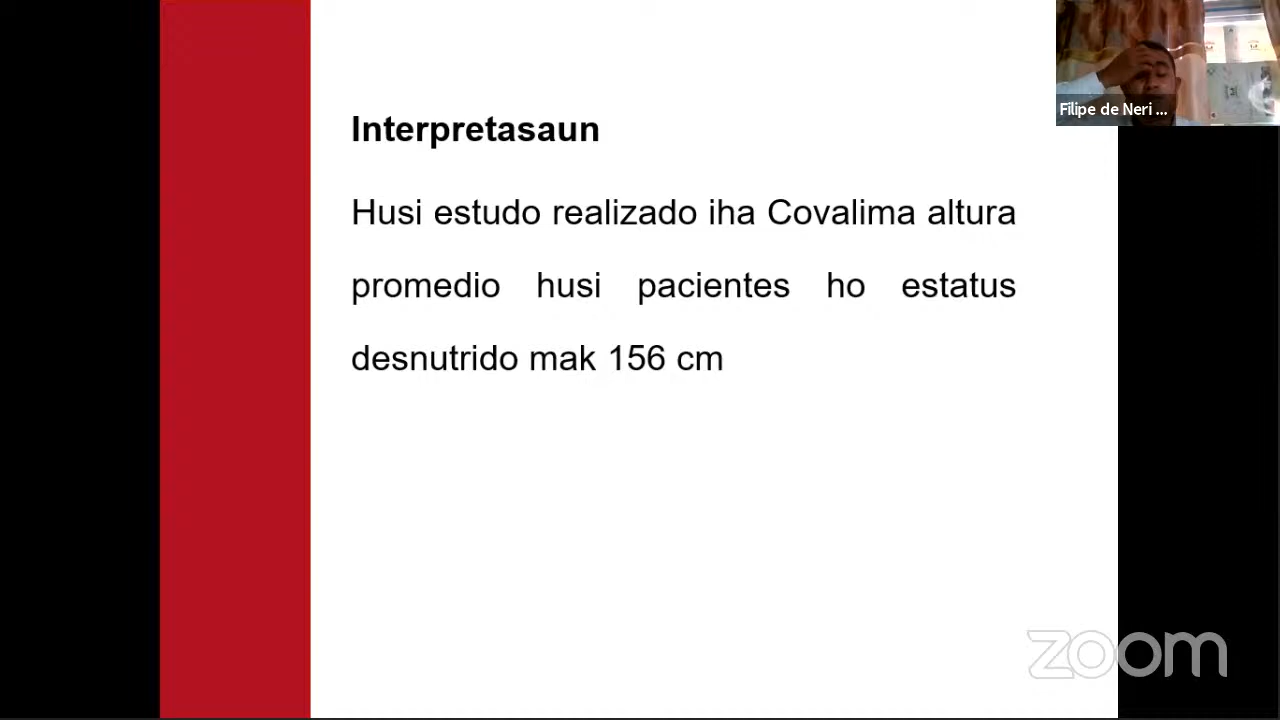 Interpretasaun
Husi estudo realizado iha Covalima altura
promedio husi pacientes ho estatus
desnutrido mak 156 cm
Filipe de Neri ...
zoom